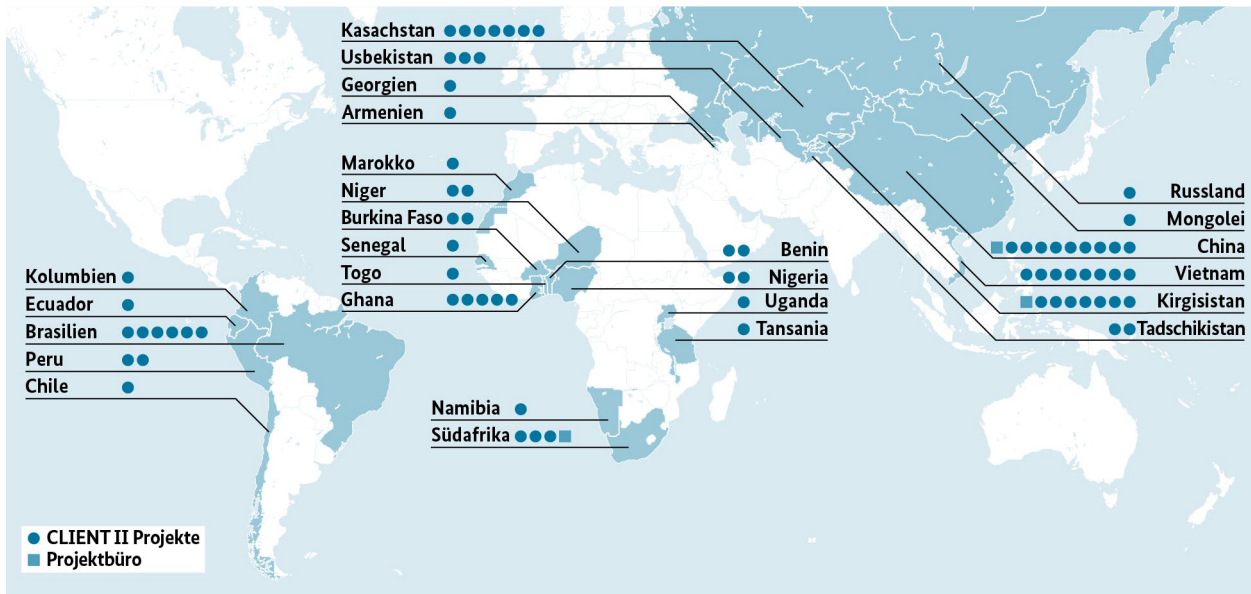 Kasachstan
Usbekistan
Georgien
Armenien
Marokko
Niger
Burkina Faso
Senegal
Togo
Ghana
Benin
Nigeria
Uganda
Tansania
Russland
Mongolei
China
Vietnam
Kirgisistan
Tadschikistan
Kolumbien
Ecuador
Brasilien
Peru
Chile
Namibia
Südafrika
CLIENT II Projekte
Projektbüro